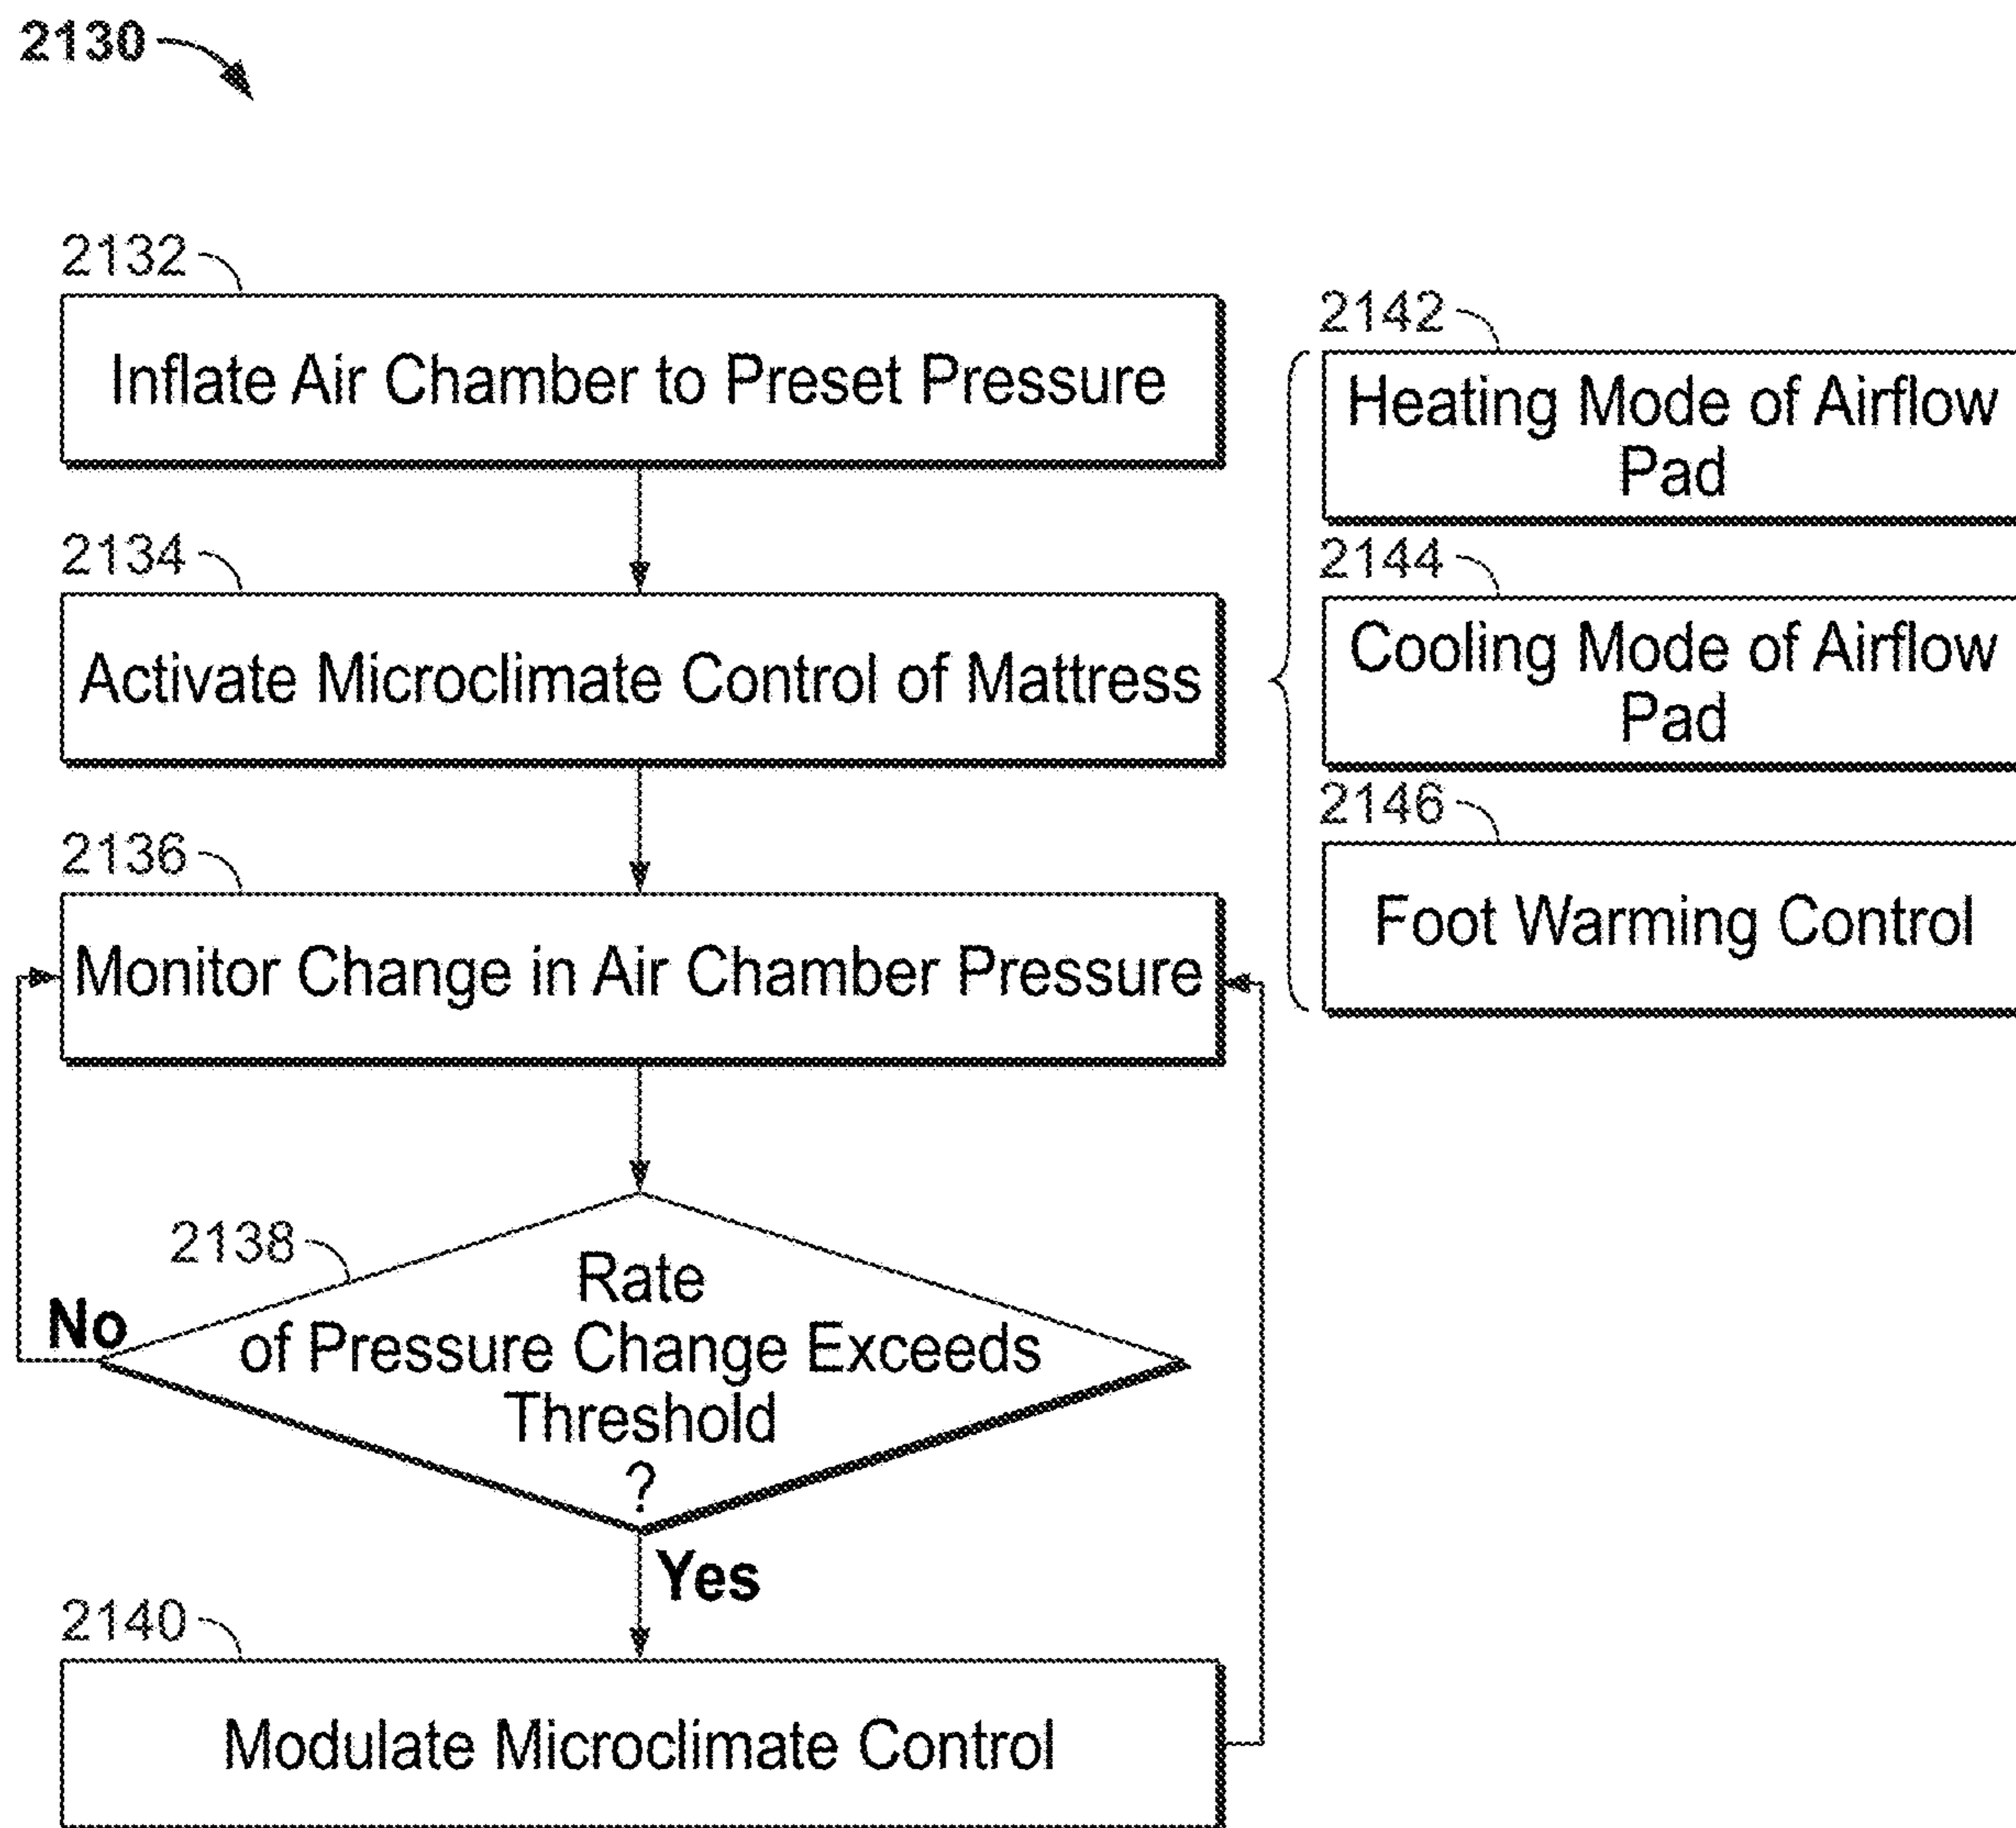 2130
2132
Inflate Air Chamber to Preset Pressure
2134
Activate Microclimate Control of Mattress
2136
Monitor Change in Air Chamber Pressure
2138
Rate
of Pressure Change Exceeds
Threshold
?
No
Yes
2140
Modulate Microclimate Control
2142
Heating Mode of Airflow
Pad
2144
Cooling Mode of Airflow
Pad
2146
Foot Warming Control